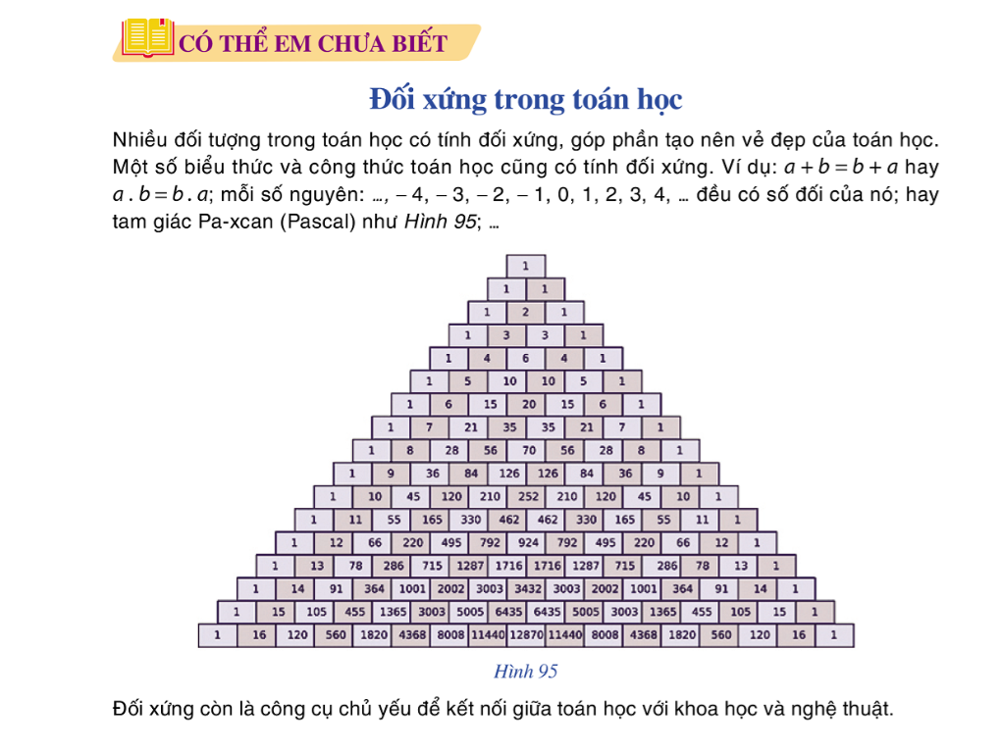 CÓ THỂ EM CHƯA BIẾT
Đối xứng trong toán học
Nhiều đối tượng trong toán học có tính đối xứng, góp phần tạo nên vẻ đẹp của toán học.
Một số biểu thức và công thức toán học cũng có tính đối xứng. Ví dụ: a + b = b + a hay
a . b = b . a; mỗi số nguyên: ..., – 4, – 3, – 2, – 1, 0, 1, 2, 3, 4, ... đều có số đối của nó; hay
tam giác Pa-xcan (Pascal) như Hình 95; ...
1
1 1
1 2 1
1 3 3 1
1 4 6 4 1
1 5 10 10 5 1
1 6 15 20 15 6 1
1 7 21 35 35 21 7 1
1 8 28 56 70 56 28 8 1
1 9 36 84 126 126 84 36 9 1
1 10 45 120 210 252 210 120 45 10 1
1 11 55 165 330 462 462 330 165 55 11 1
1 12 66 220 495 792 924 792 495 220 66 12 1
1 13 78 286 715 1287 1716 1716 1287 715 286 78 13 1
1 14 91 364 1001 2002 3003 3432 3003 2002 1001 364 91 14 1
1 15 105 455 1365 3003 5005 6435 6435 5005 3003 1365 455 105 15 1
1 16 120 560 1820 4368 8008 11440 12870 11440 8008 4368 1820 560 120 16 1
Hình 95
Đối xứng còn là công cụ chủ yếu để kết nối giữa toán học với khoa học và nghệ thuật.